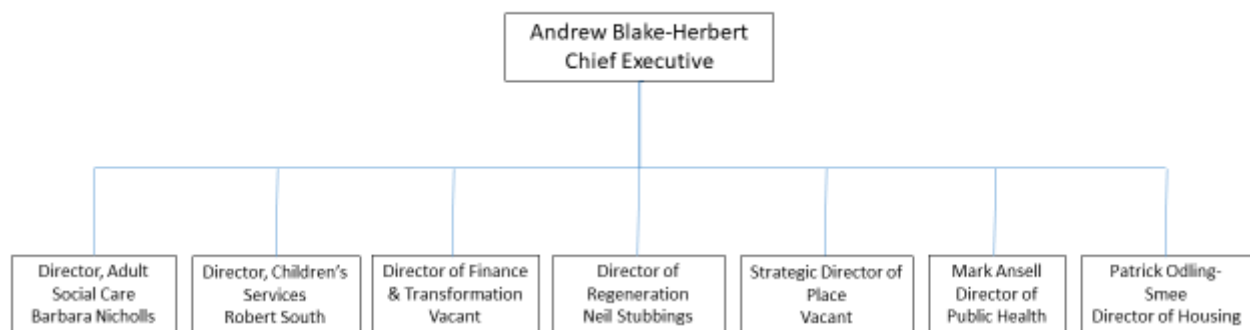 Andrew Blake-Herbert
Chief Executive
Director, Adult
Social Care
Barbara Nicholls
Director, Children's
Services
Robert South
Director of Finance
& Transformation
Vacant
Director of
Regeneration
Neil Stubbings
Strategic Director of
Place
Vacant
Mark Ansell
Director of
Public Health
Patrick Odling-
Smee
Director of Housing